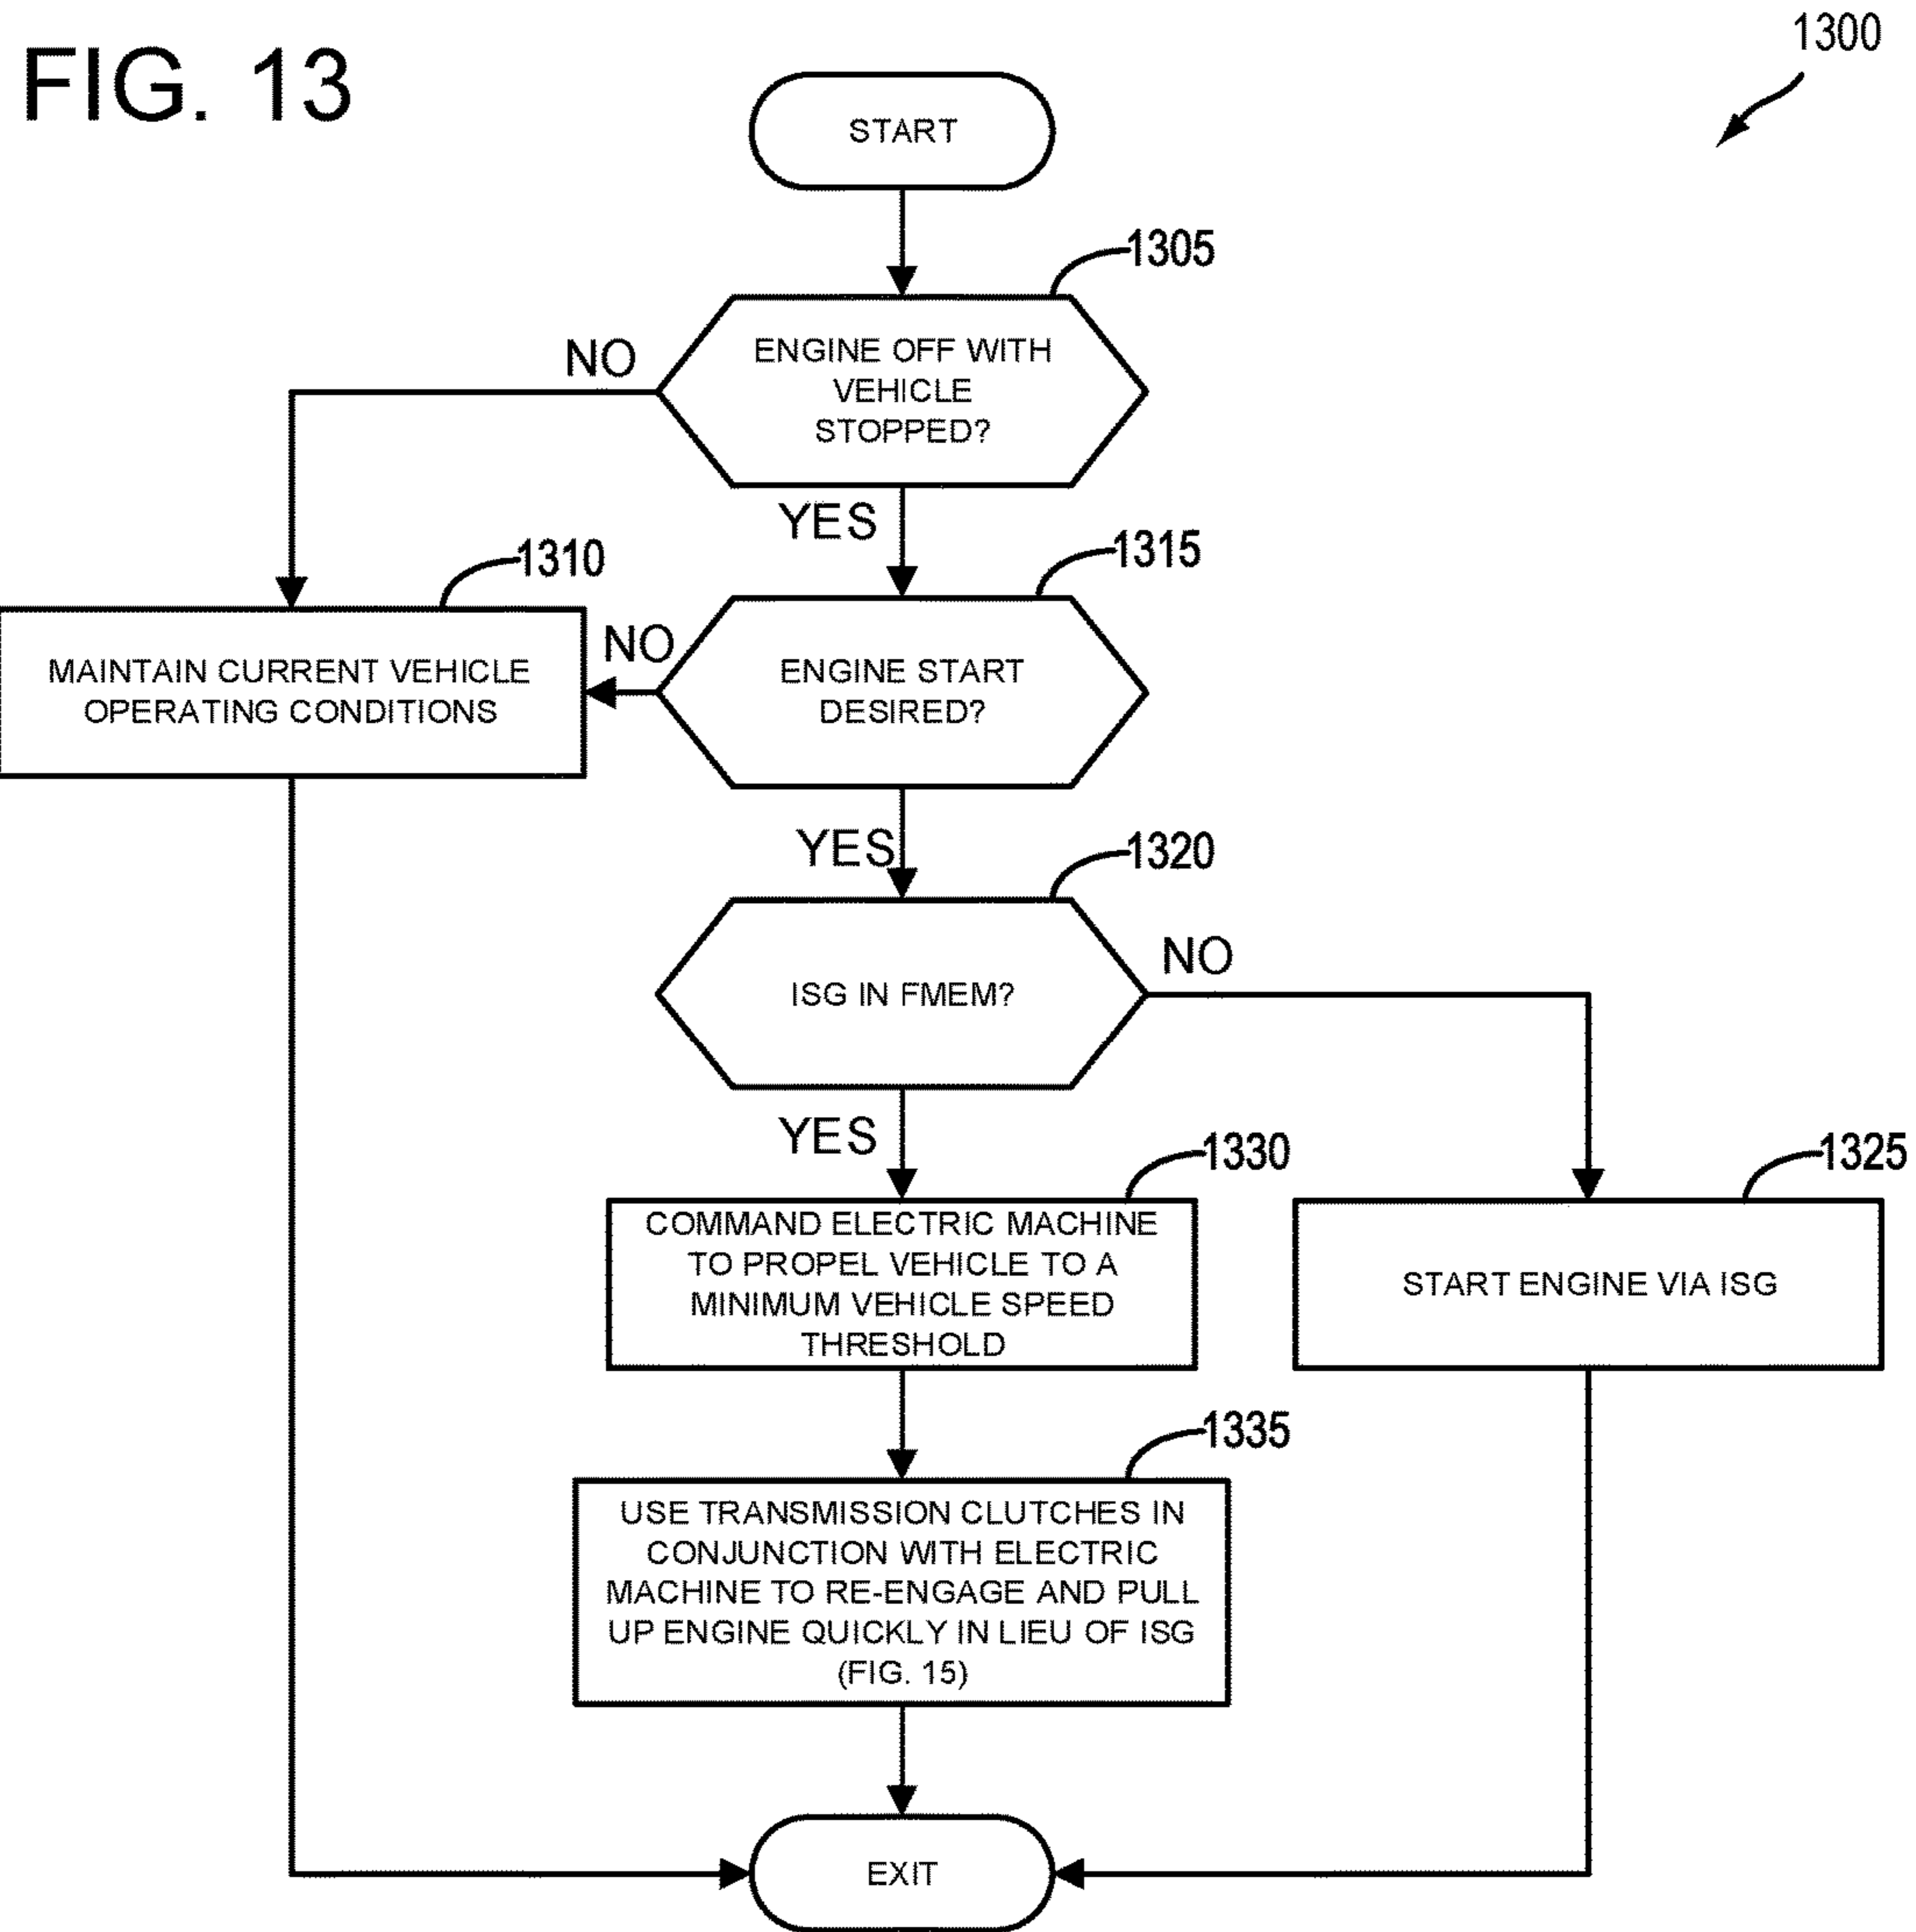 FIG. 13
1300
START
1305
ENGINE OFF WITH
VEHICLE
STOPPED?
NO
YES
1310
1315
MAINTAIN CURRENT VEHICLE
OPERATING CONDITIONS
NO
ENGINE START
DESIRED?
YES
1320
ISG IN FMEM?
NO
YES
1330
1325
COMMAND ELECTRIC MACHINE
TO PROPEL VEHICLE TO A
MINIMUM VEHICLE SPEED
THRESHOLD
START ENGINE VIA ISG
1335
USE TRANSMISSION CLUTCHES IN
CONJUNCTION WITH ELECTRIC
MACHINE TO RE-ENGAGE AND PULL
UP ENGINE QUICKLY IN LIEU OF ISG
(FIG. 15)
EXIT